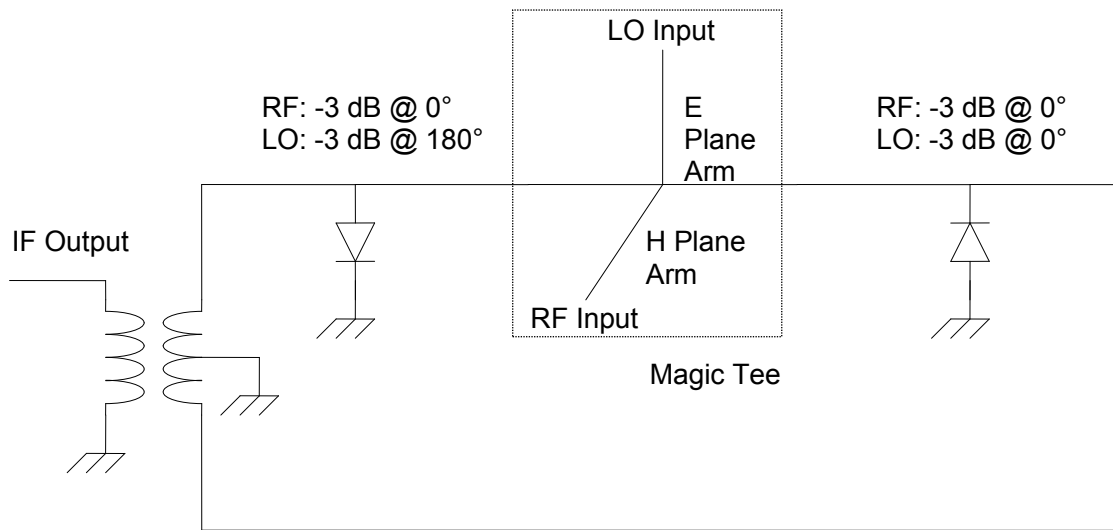 LO Input
RF: -3 dB @ 0°
LO: -3 dB @ 180°
E
Plane
Arm
RF: -3 dB @ 0°
LO: -3 dB @ 0°
IF Output
H Plane
Arm
RF Input
Magic Tee